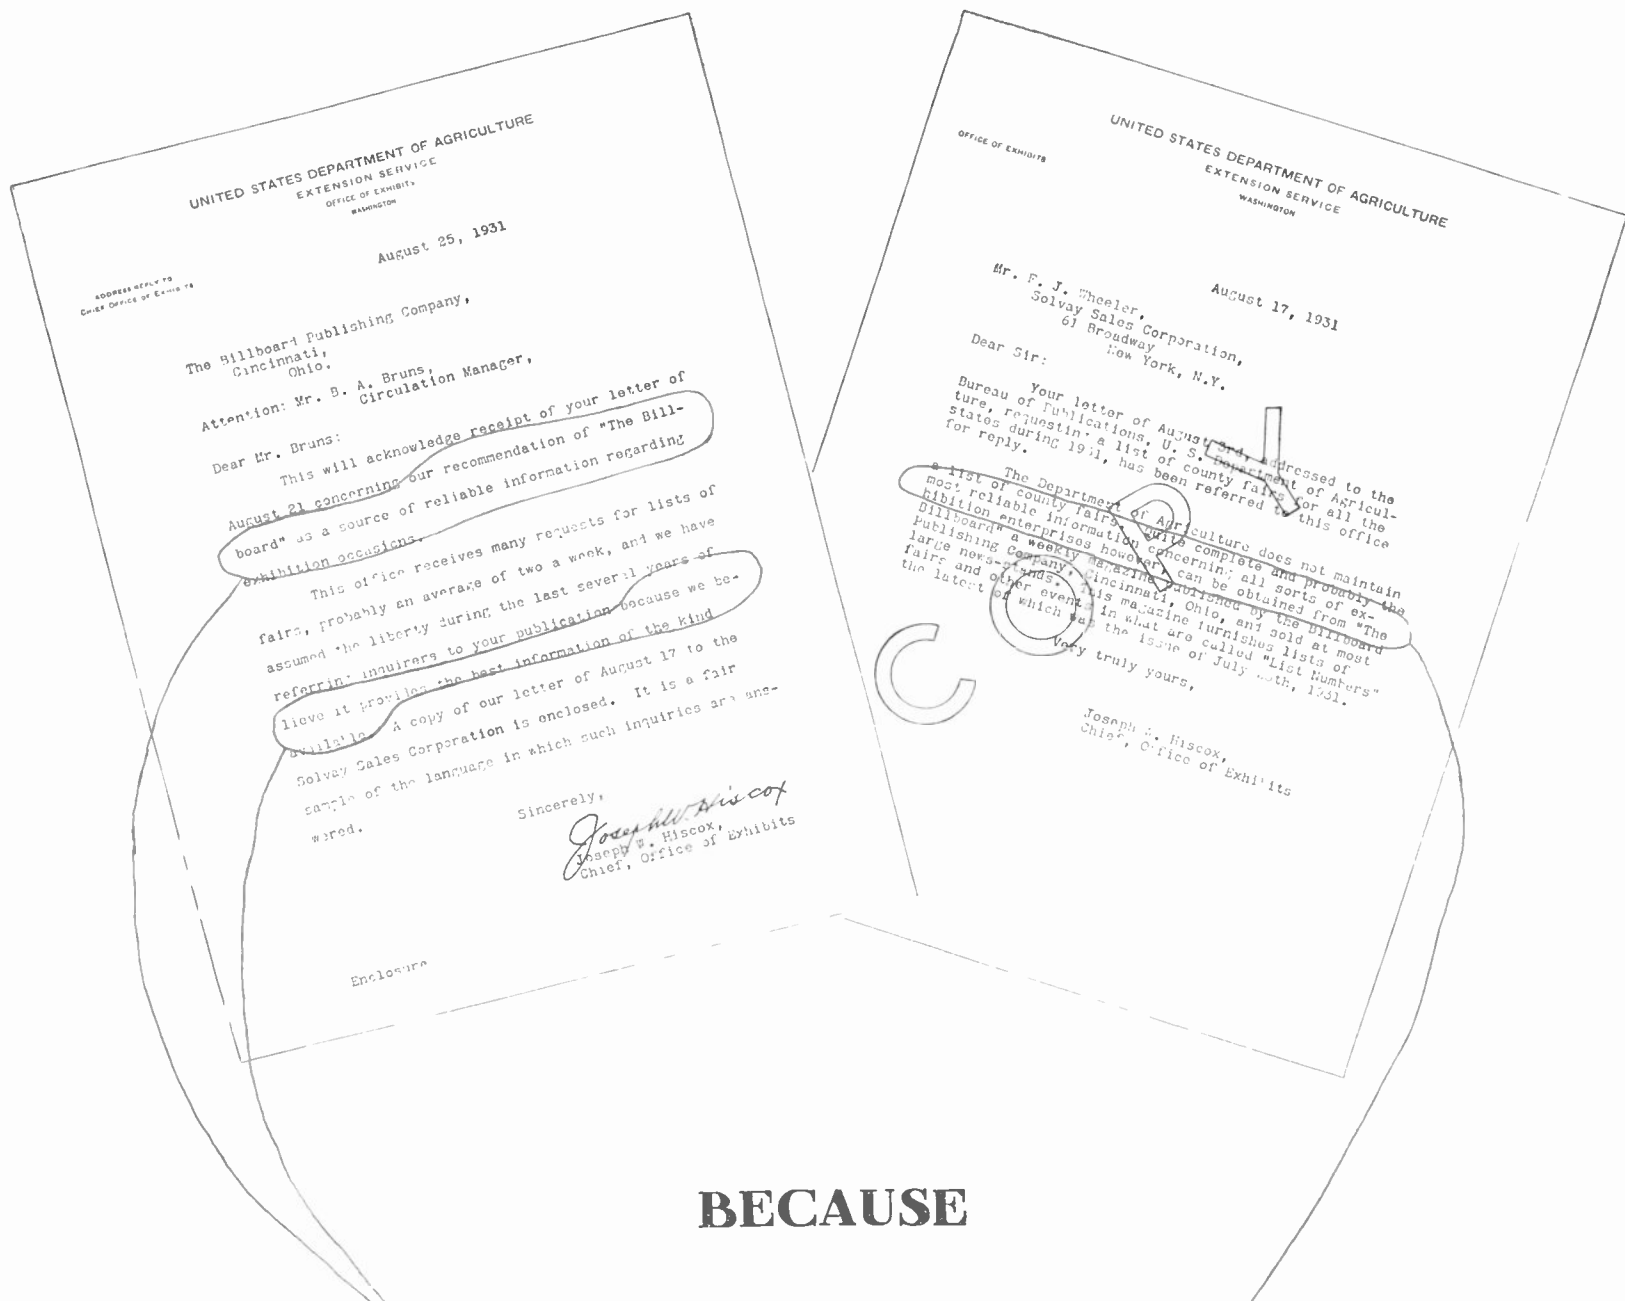 UNITED STATES DEPARTMENT OF AGRICULTURE
EXTENSION SERVICE
OFFICE OF EXHIBITS
WASHINGTON
August 25, 1931
ADDRESS REPLY TO
CHIEF OFFICE OF EXHIBITS
The Billboard Publishing Company,
Cincinnati,
Ohio.
Attention: Mr. B. A. Bruns,
Circulation Manager,
Dear Mr. Bruns:
This will acknowledge receipt of your letter of
August 21 concerning our recommendation of "The Bill-
board" as a source of reliable information regarding
exhibition occasions.
This office receives many requests for lists of
fairs, probably an average of two a week, and we have
assumed the liberty during the last several years of
referring inquirers to your publication because we be-
lieve it provides the best information of the kind
available. A copy of our letter of August 17 to the
Solvay Sales Corporation is enclosed. It is a fair
sample of the language in which such inquiries are ans-
wered.
Sincerely,
Joseph W. Hiscox
Joseph W. Hiscox,
Chief, Office of Exhibits
Enclosure
OFFICE OF EXHIBITS
UNITED STATES DEPARTMENT OF AGRICULTURE
EXTENSION SERVICE
WASHINGTON
August 17, 1931
Mr. F. J. Wheeler,
Solvay Sales Corporation,
61 Broadway
New York, N.Y.
Dear Sir:
Your letter of August 3rd, addressed to the
Bureau of Publications, U. S. Department of Agricul-
ture, requesting a list of county fairs for all the
states during 1931, has been referred to this office
for reply.
The Department of Agriculture does not maintain
a list of county fairs. Quite complete and probably the
most reliable information concerning all sorts of ex-
hibition enterprises however, can be obtained from "The
Billboard" a weekly magazine published by the Billboard
Publishing Company, Cincinnati, Ohio, and sold at most
large news-stands. This magazine furnishes lists of
fairs and other events in what are called "List Numbers"
the latest of which was the issue of July 1931.
Very truly yours,
Joseph W. Hiscox,
Chief, Office of Exhibits
COPY
BECAUSE